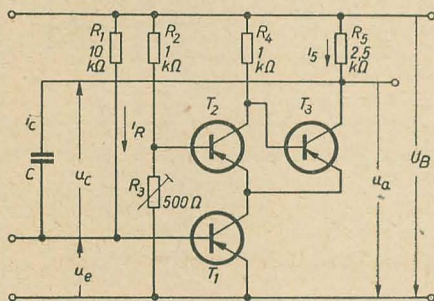 R1
10
kΩ
R2
1
kΩ
R4
1
kΩ
i5
R5
2,5
kΩ
iC
C
uC
iR
T2
T3
R3
500 Ω
ua
UB
ue
T1